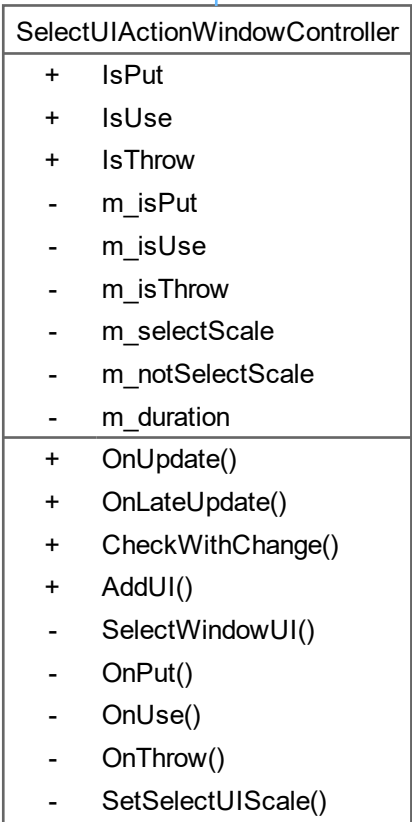 SelectUIActionWindowController
+ IsPut
+ IsUse
+ IsThrow
- m_isPut
- m_isUse
- m_isThrow
- m_selectScale
- m_notSelectScale
- m_duration
+ OnUpdate()
+ OnLateUpdate()
+ CheckWithChange()
+ AddUI()
- SelectWindowUI()
- OnPut()
- OnUse()
- OnThrow()
- SetSelectUIScale()